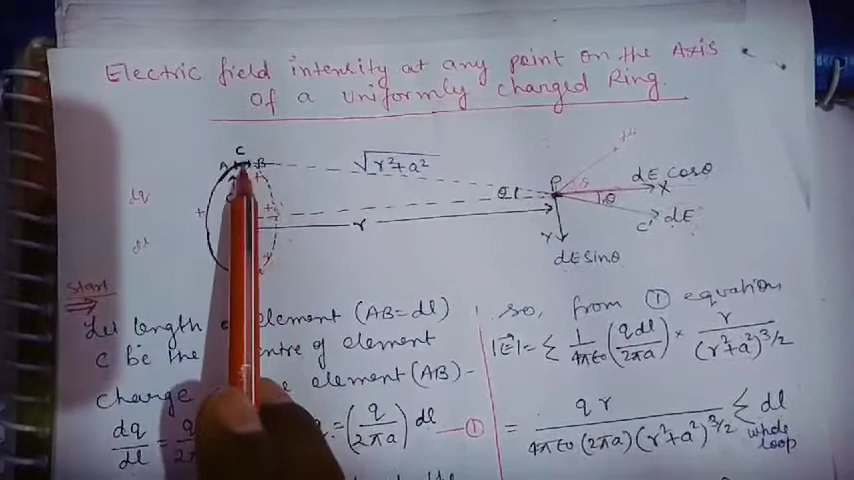 Electric field intensity at any point on the Axis
of a uniformly charged Ring.
C
A B
√r²+a²
+
+
+
dq
dl
r
P
θ
dE cosθ
X
θ
dE
C'
Y
dE sinθ
start
Let length element (AB = dl)
C be the centre of element
charge element (AB) -
dq/dl = (q/2πa) dl — ①
so, from ① equation
|E⃗| = Σ 1/4πε0 (q dl/2πa) × r/(r²+a²)^3/2
= q r/4πε0 (2πa) (r²+a²)^3/2 Σ dl
whole
loop